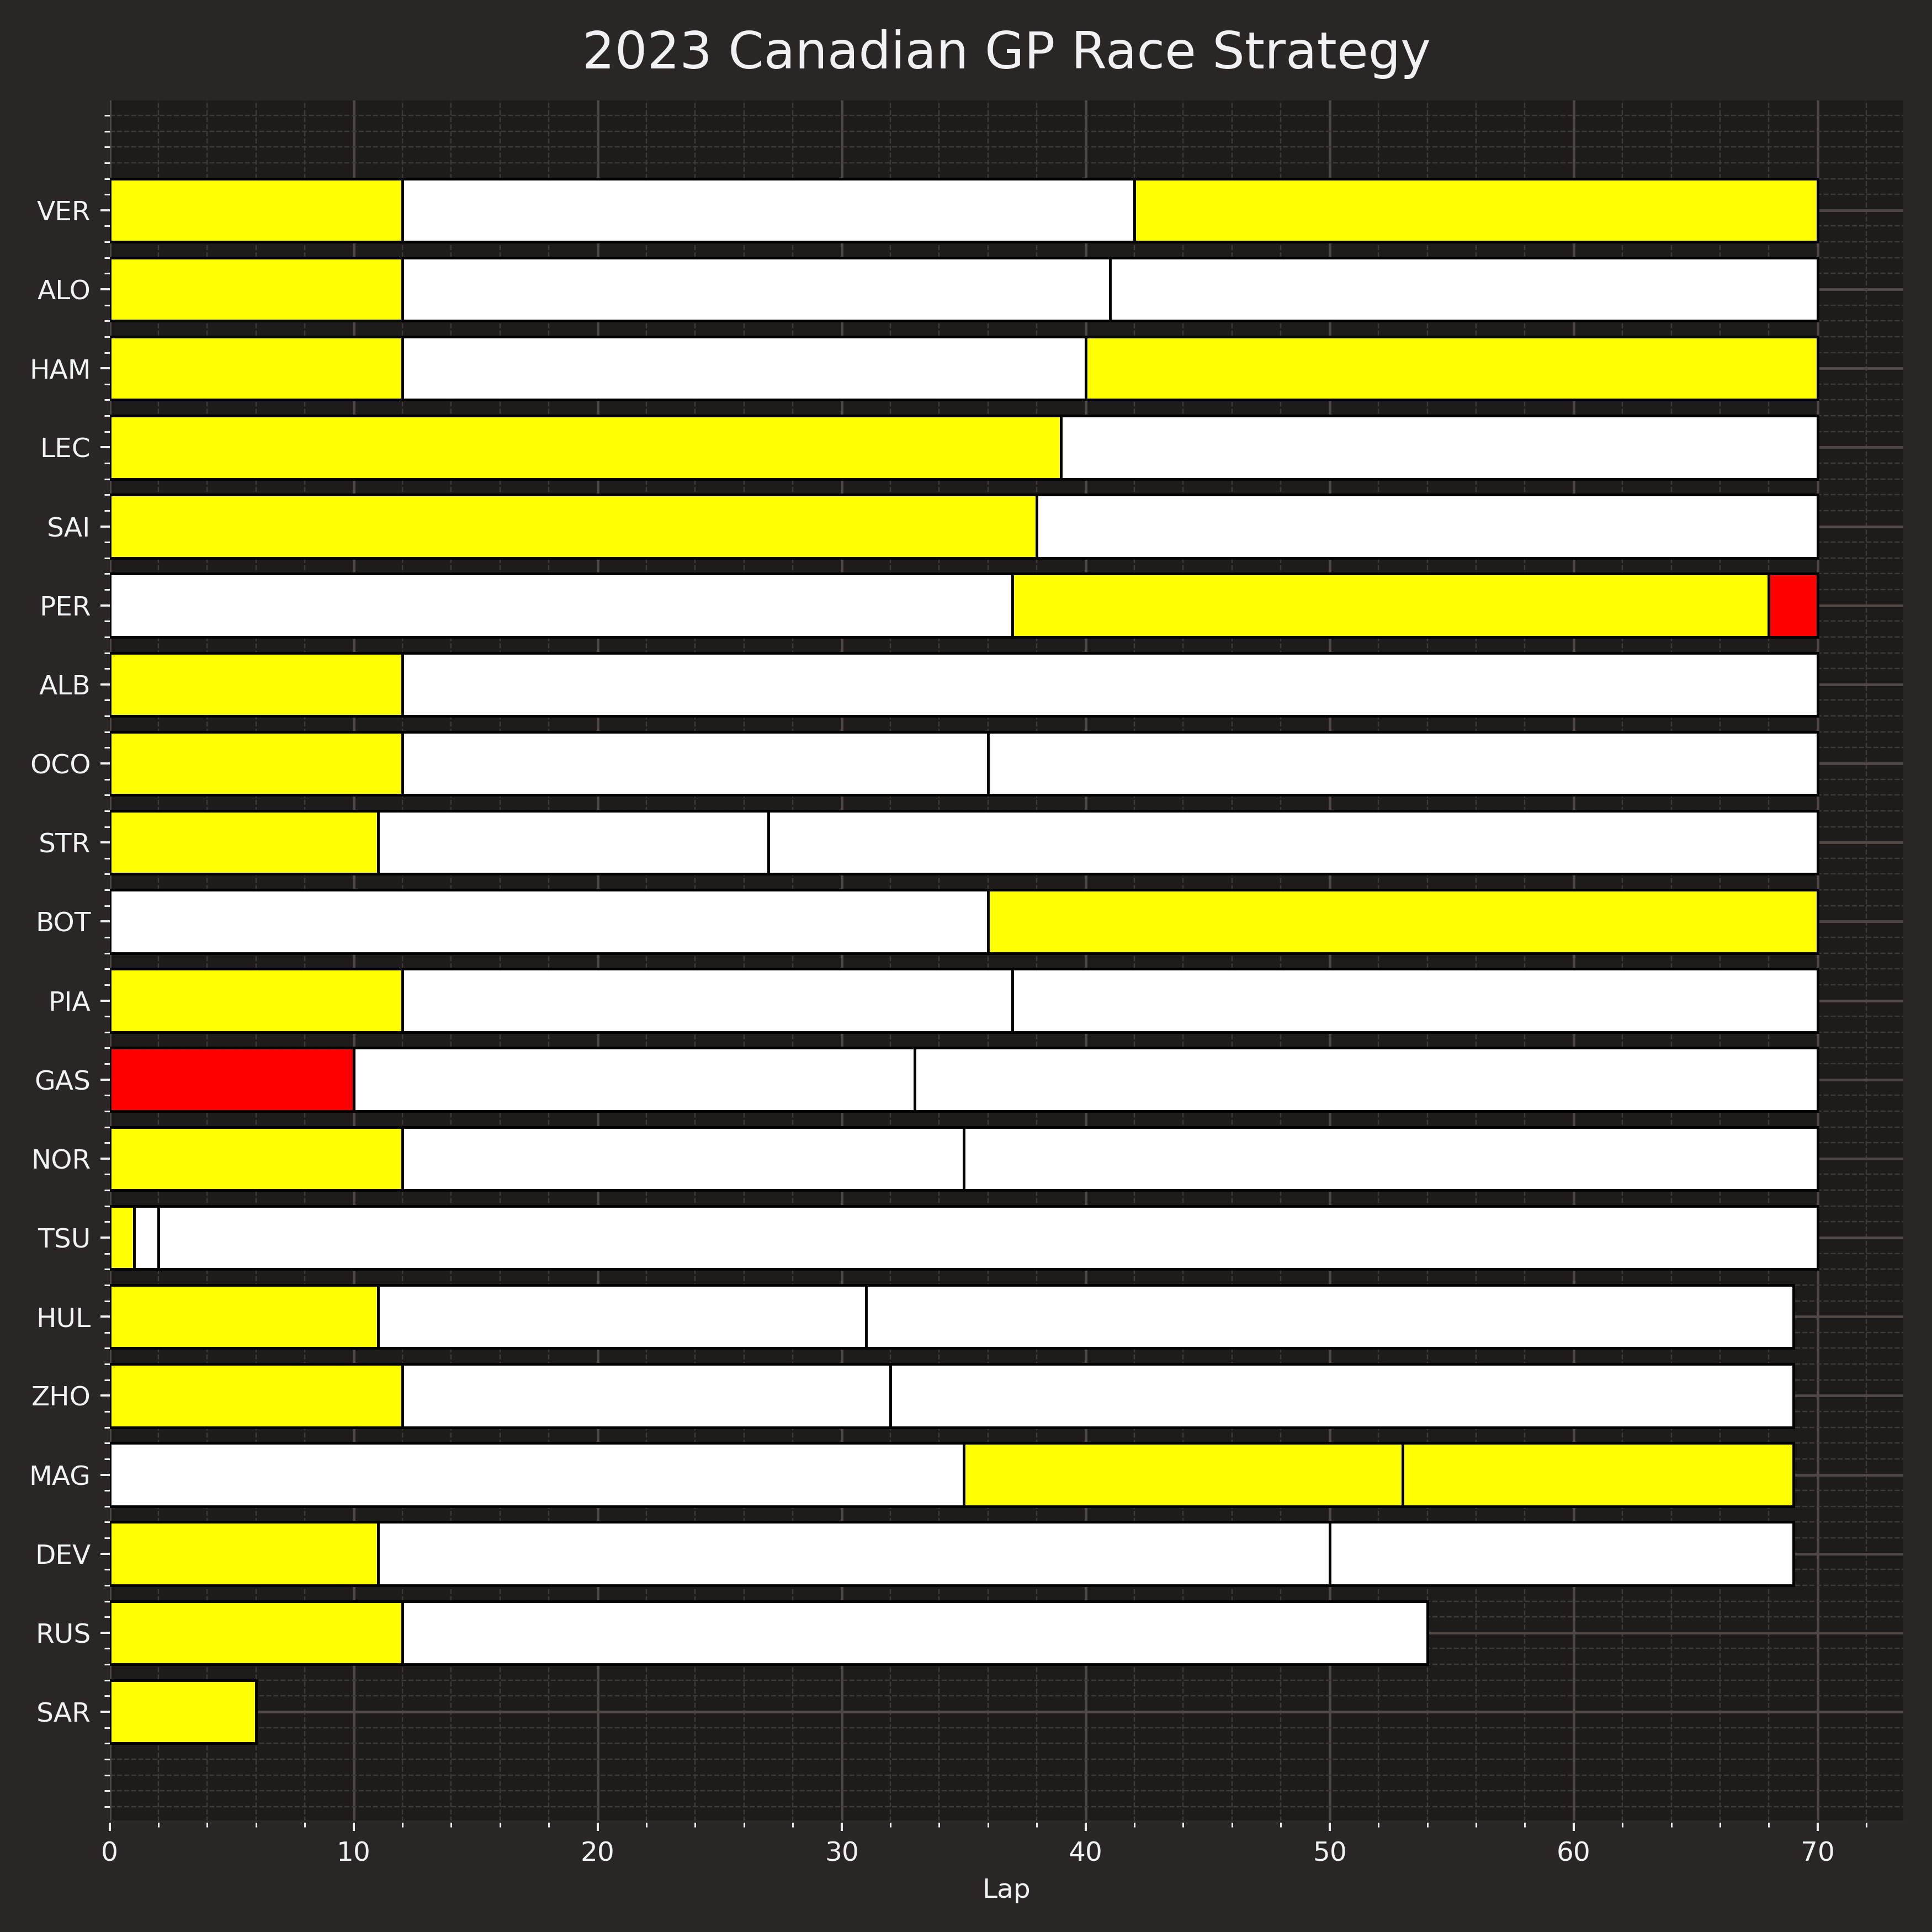 2023 Canadian GP Race Strategy
VER
ALO
HAM
LEC
SAI
PER
ALB
OCO
STR
BOT
PIA
GAS
NOR
TSU
HUL
ZHO
MAG
DEV
RUS
SAR
0 10 20 30 40 50 60 70
Lap